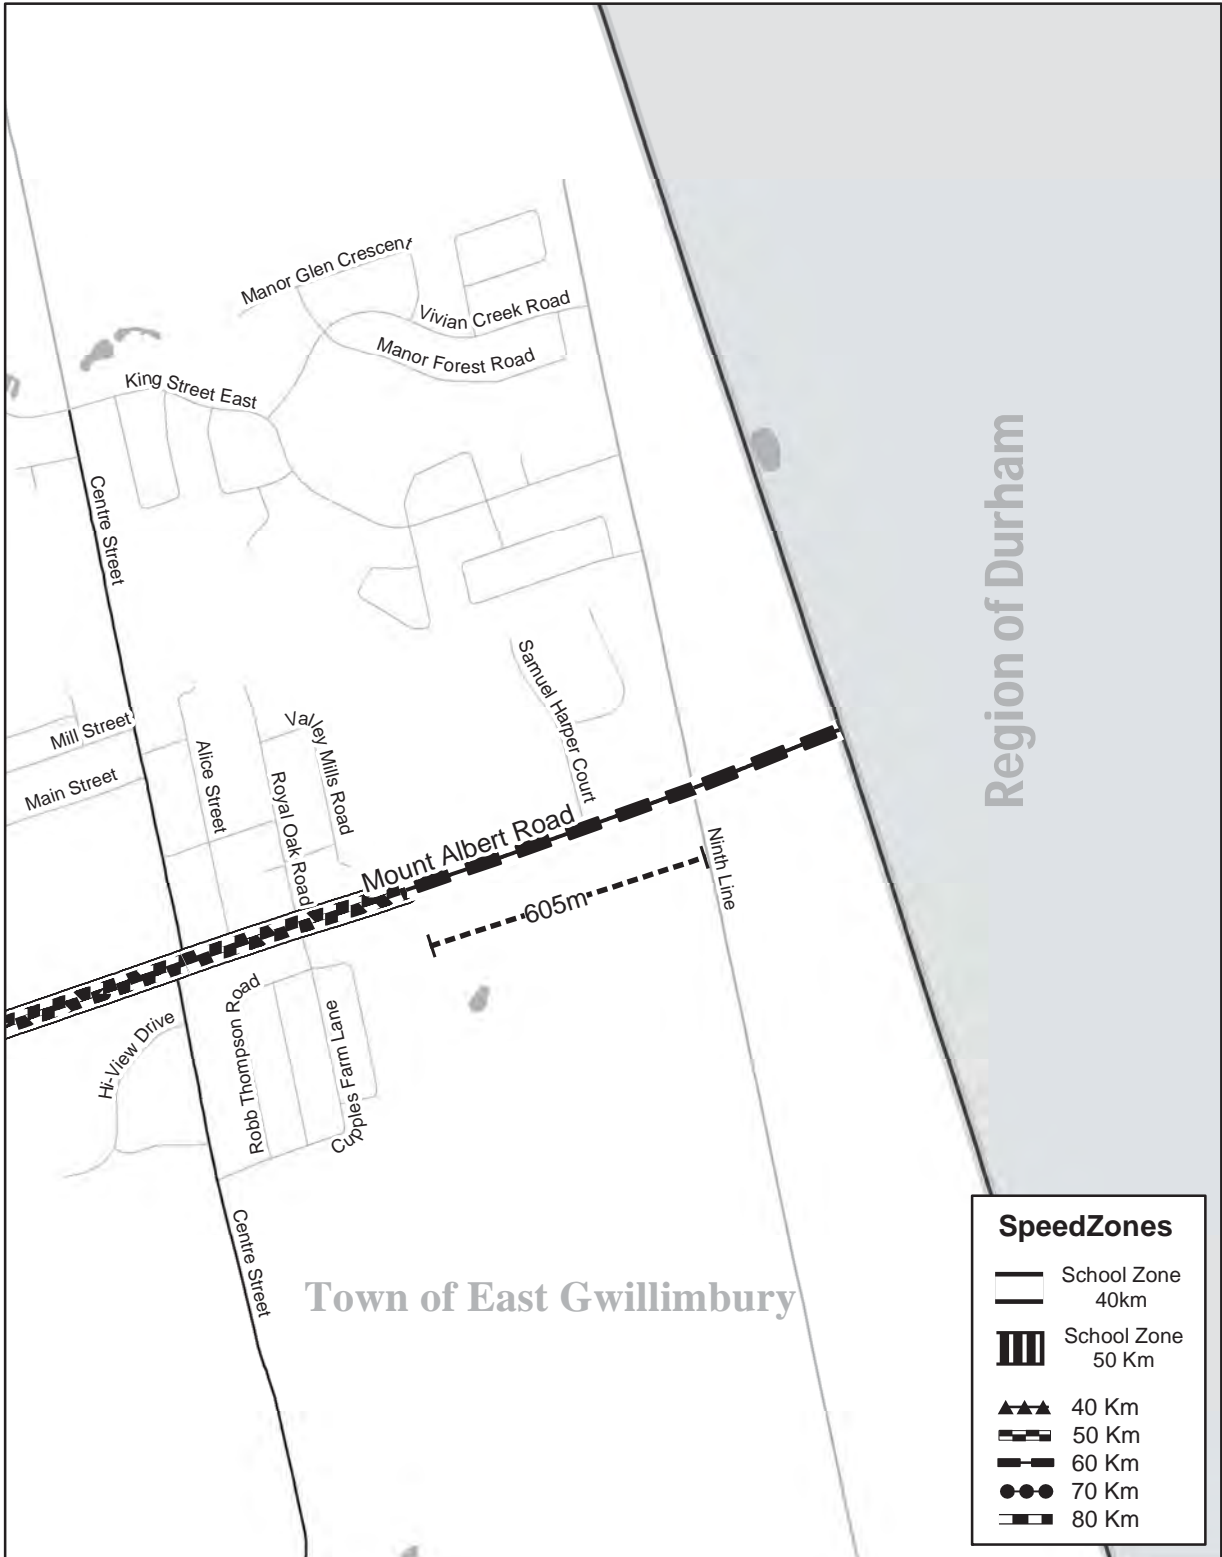 Manor Glen Crescent
Vivian Creek Road
Manor Forest Road
King Street East
Region of Durham
Centre Street
Samuel Harper Court
Mill Street
Valley Mills Road
Alice Street
Main Street
Royal Oak Road
Mount Albert Road
Ninth Line
605m
Robb Thompson Road
Hi-View Drive
Cupples Farm Lane
Centre Street
Town of East Gwillimbury
SpeedZones
School Zone
40km
School Zone
50 Km
40 Km
50 Km
60 Km
70 Km
80 Km